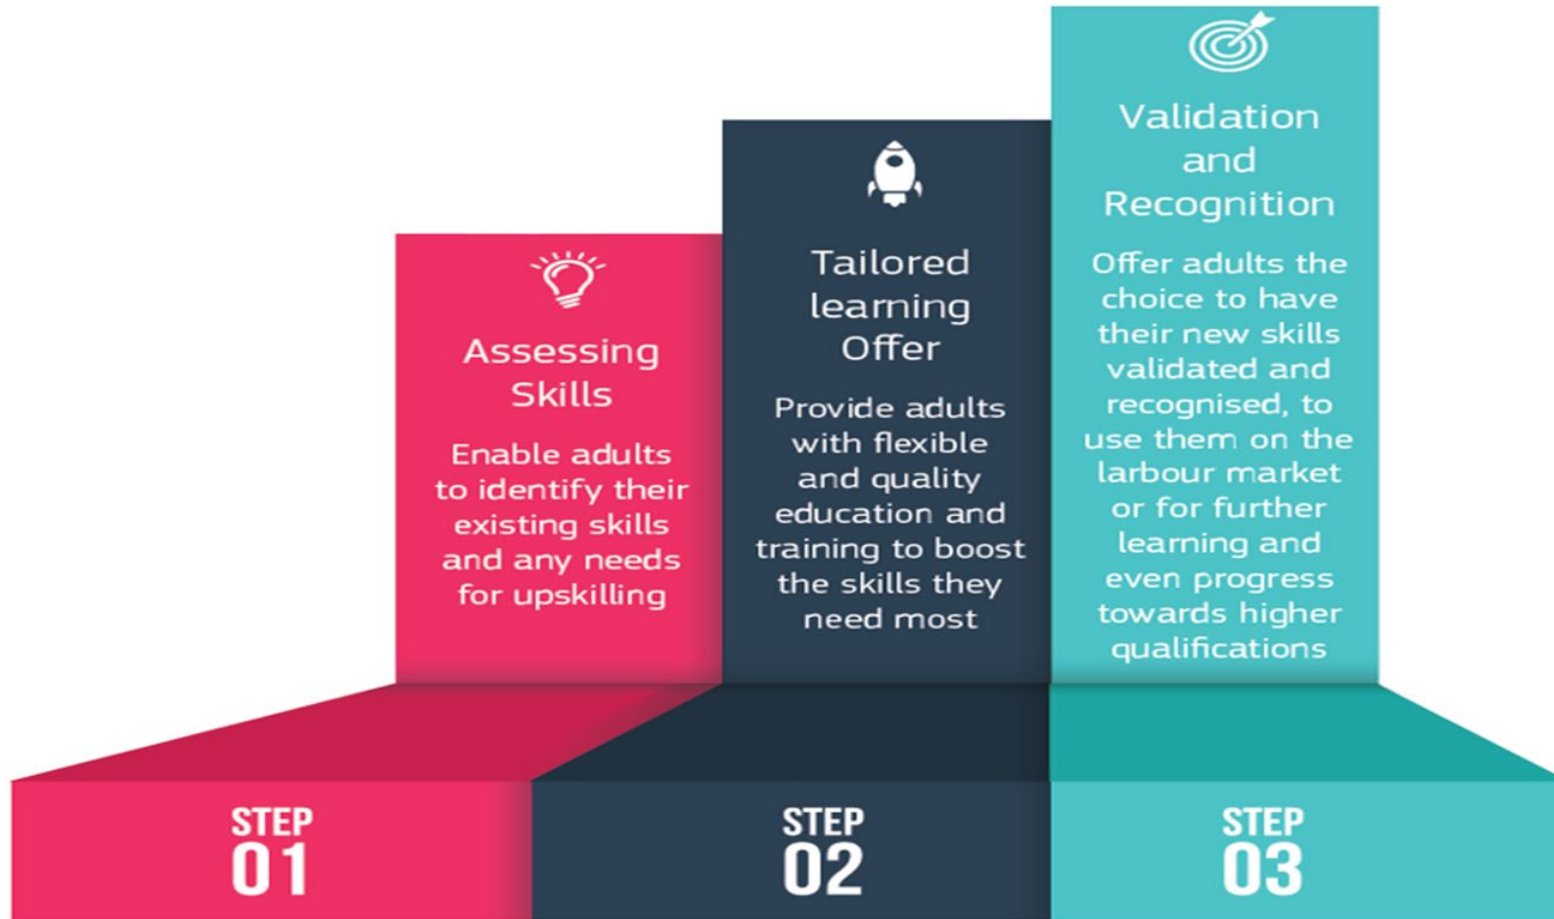 Assessing
Skills
Enable adults
to identify their
existing skills
and any needs
for upskilling
Tailored
learning
Offer
Provide adults
with flexible
and quality
education and
training to boost
the skills they
need most
Validation
and
Recognition
Offer adults the
choice to have
their new skills
validated and
recognised, to
use them on the
larbour market
or for further
learning and
even progress
towards higher
qualifications
STEP
01
STEP
02
STEP
03